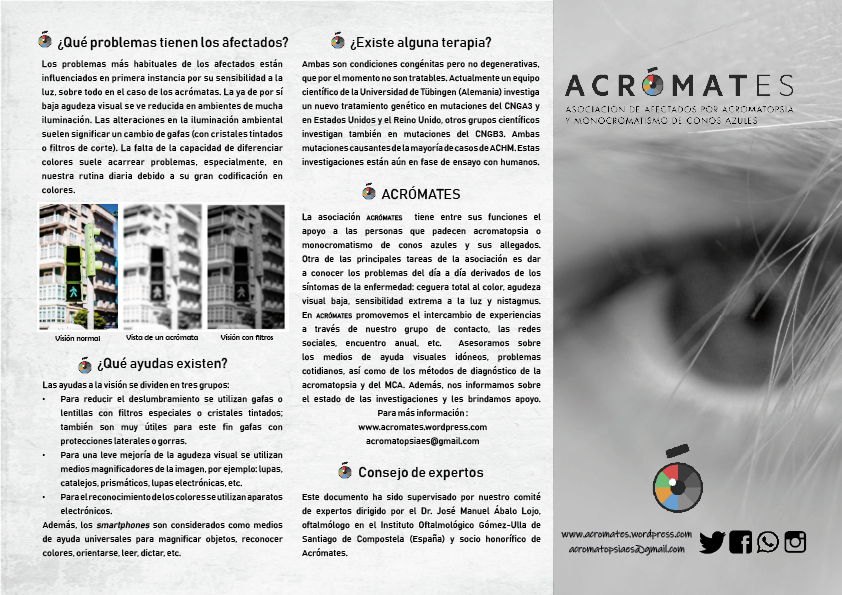 ¿Qué problemas tienen los afectados?
Los problemas más habituales de los afectados están
influenciados en primera instancia por su sensibilidad a la
luz, sobre todo en el caso de los acrómatas. La ya de por sí
baja agudeza visual se ve reducida en ambientes de mucha
iluminación. Las alteraciones en la iluminación ambiental
suelen significar un cambio de gafas (con cristales tintados
o filtros de corte). La falta de la capacidad de diferenciar
colores suele acarrear problemas, especialmente, en
nuestra rutina diaria debido a su gran codificación en
colores.
Visión normal
Vista de un acrómata
Visión con filtros
¿Qué ayudas existen?
Las ayudas a la visión se dividen en tres grupos:
• Para reducir el deslumbramiento se utilizan gafas o
lentillas con filtros especiales o cristales tintados;
también son muy útiles para este fin gafas con
protecciones laterales o gorras.
• Para una leve mejoría de la agudeza visual se utilizan
medios magnificadores de la imagen, por ejemplo: lupas,
catalejos, prismáticos, lupas electrónicas, etc.
• Para el reconocimiento de los colores se utilizan aparatos
electrónicos.
Además, los smartphones son considerados como medios
de ayuda universales para magnificar objetos, reconocer
colores, orientarse, leer, dictar, etc.
¿Existe alguna terapia?
Ambas son condiciones congénitas pero no degenerativas,
que por el momento no son tratables. Actualmente un equipo
científico de la Universidad de Tübingen (Alemania) investiga
un nuevo tratamiento genético en mutaciones del CNGA3 y
en Estados Unidos y el Reino Unido, otros grupos científicos
investigan también en mutaciones del CNGB3. Ambas
mutaciones causantes de la mayoría de casos de ACHM. Estas
investigaciones están aún en fase de ensayo con humanos.
ACRÓMATES
La asociación ACRÓMATES tiene entre sus funciones el
apoyo a las personas que padecen acromatopsia o
monocromatismo de conos azules y sus allegados.
Otra de las principales tareas de la asociación es dar
a conocer los problemas del día a día derivados de los
síntomas de la enfermedad: ceguera total al color, agudeza
visual baja, sensibilidad extrema a la luz y nistagmus.
En ACRÓMATES promovemos el intercambio de experiencias
a través de nuestro grupo de contacto, las redes
sociales, encuentro anual, etc. Asesoramos sobre
los medios de ayuda visuales idóneos, problemas
cotidianos, así como de los métodos de diagnóstico de la
acromatopsia y del MCA. Además, nos informamos sobre
el estado de las investigaciones y les brindamos apoyo.
Para más información :
www.acromates.wordpress.com
acromatopsiaes@gmail.com
Consejo de expertos
Este documento ha sido supervisado por nuestro comité
de expertos dirigido por el Dr. José Manuel Ábalo Lojo,
oftalmólogo en el Instituto Oftalmológico Gómez-Ulla de
Santiago de Compostela (España) y socio honorífico de
Acrómates.
ACRÓMATES
ASOCIACIÓN DE AFECTADOS POR ACROMATOPSIA
Y MONOCROMATISMO DE CONOS AZULES
www.acromates.wordpress.com
acromatopsiaes@gmail.com